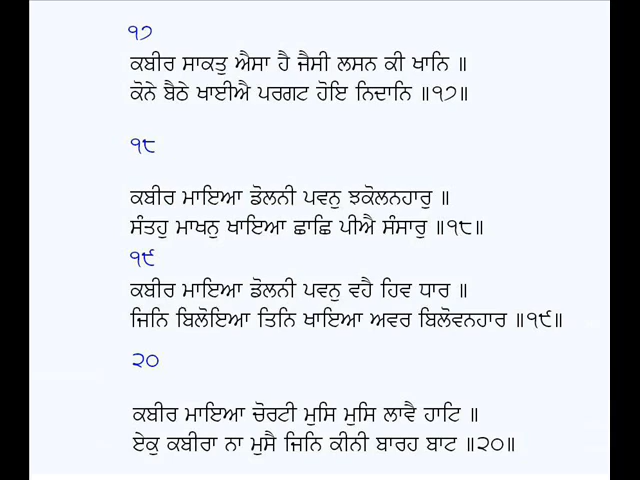 ੧੭
ਕਬੀਰ ਸਾਕਤੁ ਐਸਾ ਹੈ ਜੈਸੀ ਲਸਨ ਕੀ ਖਾਨਿ ॥
ਕੋਨੇ ਬੈਠੇ ਖਾਈਐ ਪਰਗਟ ਹੋਇ ਨਿਦਾਨਿ ॥੧੭॥
੧੮
ਕਬੀਰ ਮਾਇਆ ਡੋਲਨੀ ਪਵਨੁ ਝਕੋਲਨਹਾਰੁ ॥
ਸੰਤਹੁ ਮਾਖਨੁ ਖਾਇਆ ਛਾਛਿ ਪੀਐ ਸੰਸਾਰੁ ॥੧੮॥
੧੯
ਕਬੀਰ ਮਾਇਆ ਡੋਲਨੀ ਪਵਨੁ ਵਹੈ ਹਿਵ ਧਾਰ ॥
ਜਿਨਿ ਬਿਲੋਇਆ ਤਿਨਿ ਖਾਇਆ ਅਵਰ ਬਿਲੋਵਨਹਾਰ ॥੧੯॥
੨੦
ਕਬੀਰ ਮਾਇਆ ਚੋਰਟੀ ਮੁਸਿ ਮੁਸਿ ਲਾਵੈ ਹਾਟਿ ॥
ਏਕੁ ਕਬੀਰਾ ਨਾ ਮੁਸੈ ਜਿਨਿ ਕੀਨੀ ਬਾਰਹ ਬਾਟ ॥੨੦॥